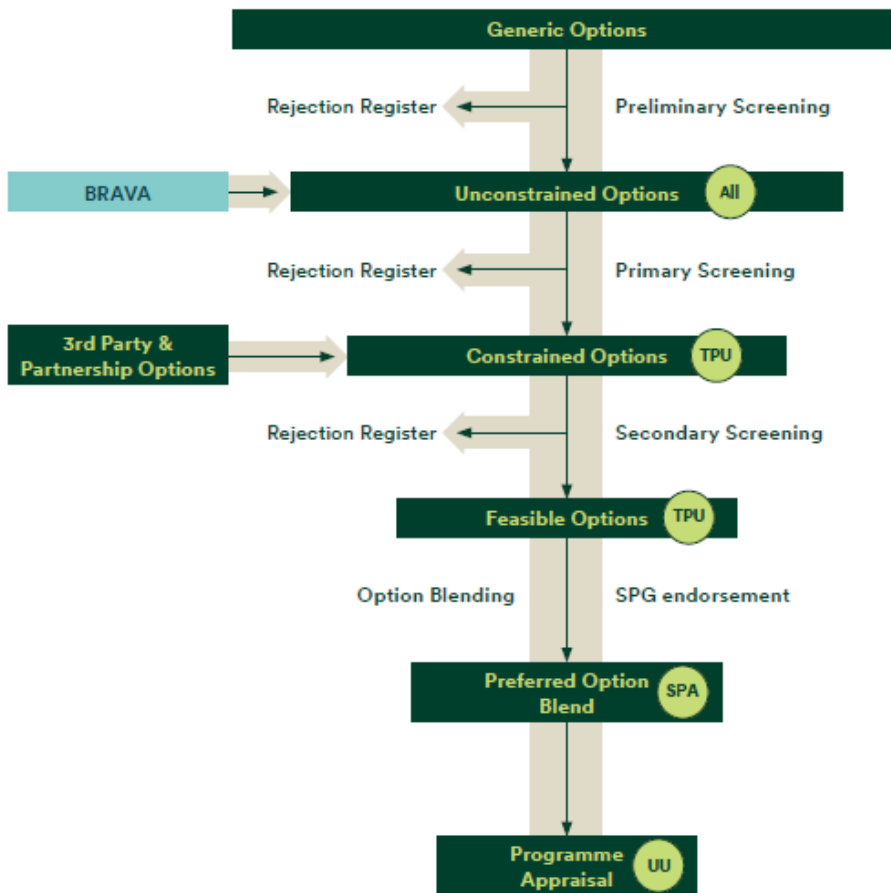 Generic Options
Rejection Register
Preliminary Screening
BRAVA
Unconstrained Options
All
Rejection Register
Primary Screening
3rd Party &
Partnership Options
Constrained Options
TPU
Rejection Register
Secondary Screening
Feasible Options
TPU
Option Blending
SPG endorsement
Preferred Option
Blend
SPA
Programme
Appraisal
UU